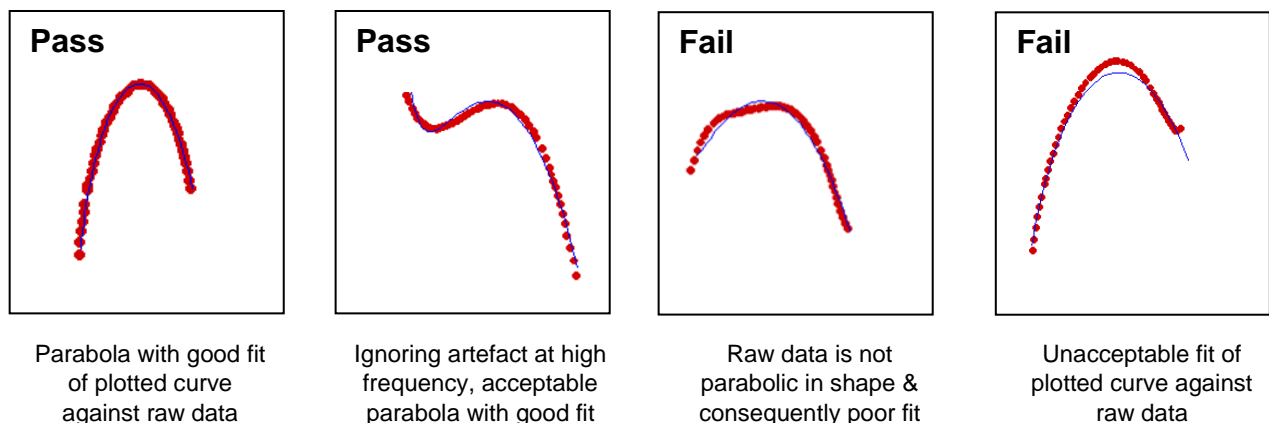 Pass
Pass
Fail
Fail
Parabola with good fit
of plotted curve
against raw data
Ignoring artefact at high
frequency, acceptable
parabola with good fit
Raw data is not
parabolic in shape &
consequently poor fit
Unacceptable fit of
plotted curve against
raw data